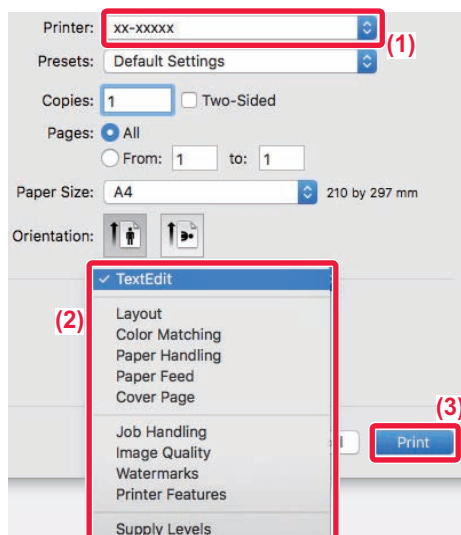 Printer: xx-xxxxx
(1)
Presets: Default Settings
Copies: 1 Two-Sided
Pages: All
From: 1 to: 1
Paper Size: A4 210 by 297 mm
Orientation:
✓ TextEdit
(2)
Layout
Color Matching
Paper Handling
Paper Feed
Cover Page
(3)
Job Handling
Image Quality
Watermarks
Printer Features
Print
Supply Levels